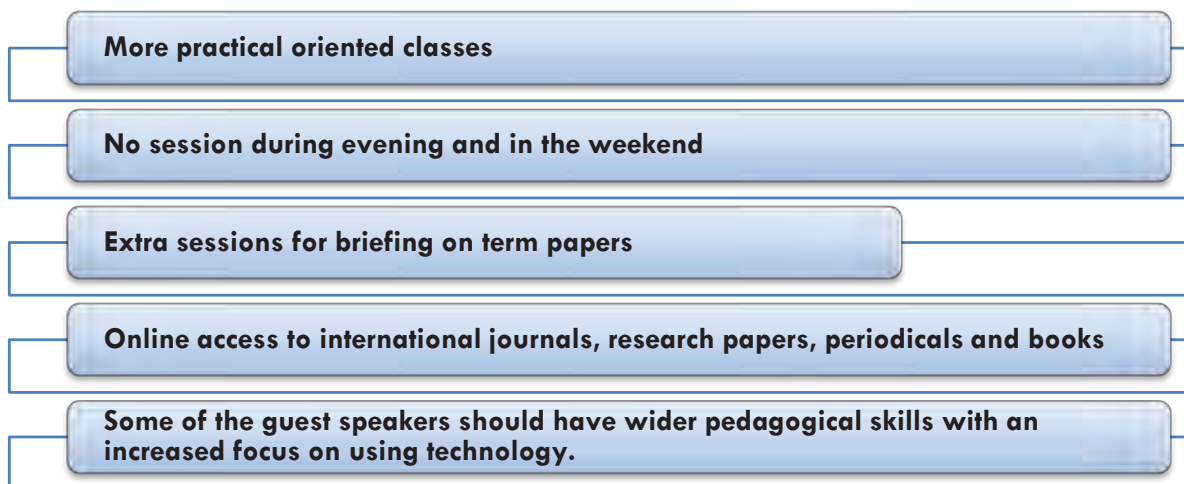 More practical oriented classes
No session during evening and in the weekend
Extra sessions for briefing on term papers
Online access to international journals, research papers, periodicals and books
Some of the guest speakers should have wider pedagogical skills with an
increased focus on using technology.